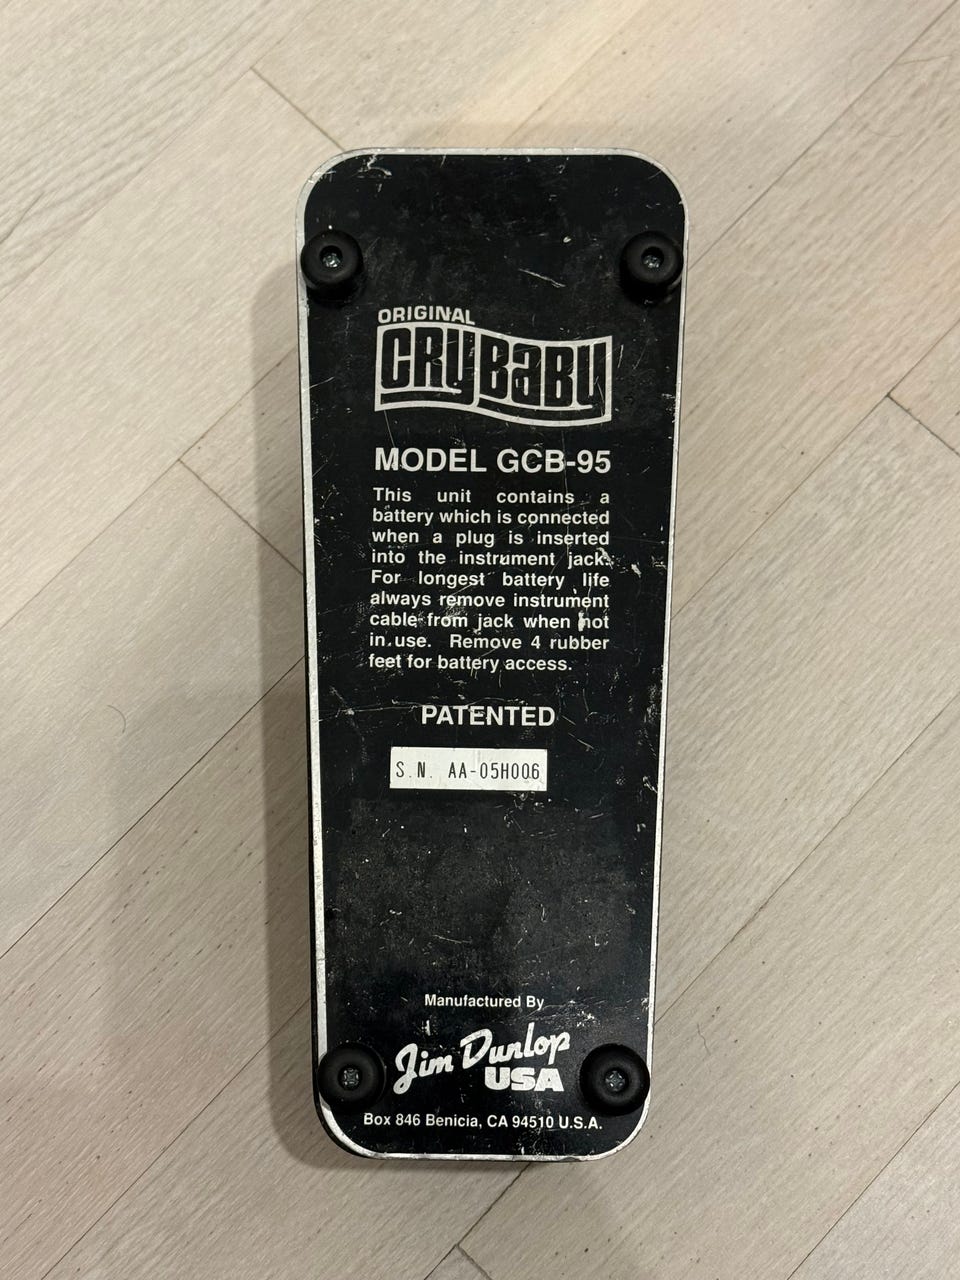 ORIGINAL
CRYBABY
MODEL GCB-95
This unit contains a
battery which is connected
when a plug is inserted
into the instrument jack.
For longest battery life
always remove instrument
cable from jack when not
in use. Remove 4 rubber
feet for battery access.
PATENTED
S.N. AA-05H006
Manufactured By
Jim Dunlop
USA
Box 846 Benicia, CA 94510 U.S.A.